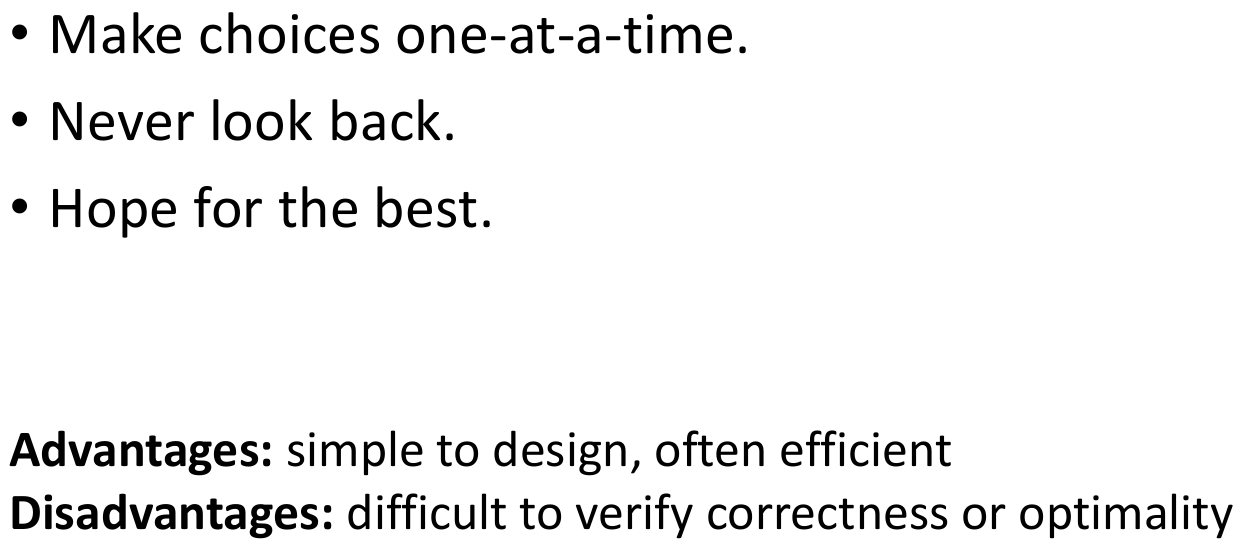 • Make choices one-at-a-time.
• Never look back.
• Hope for the best.
Advantages: simple to design, often efficient
Disadvantages: difficult to verify correctness or optimality